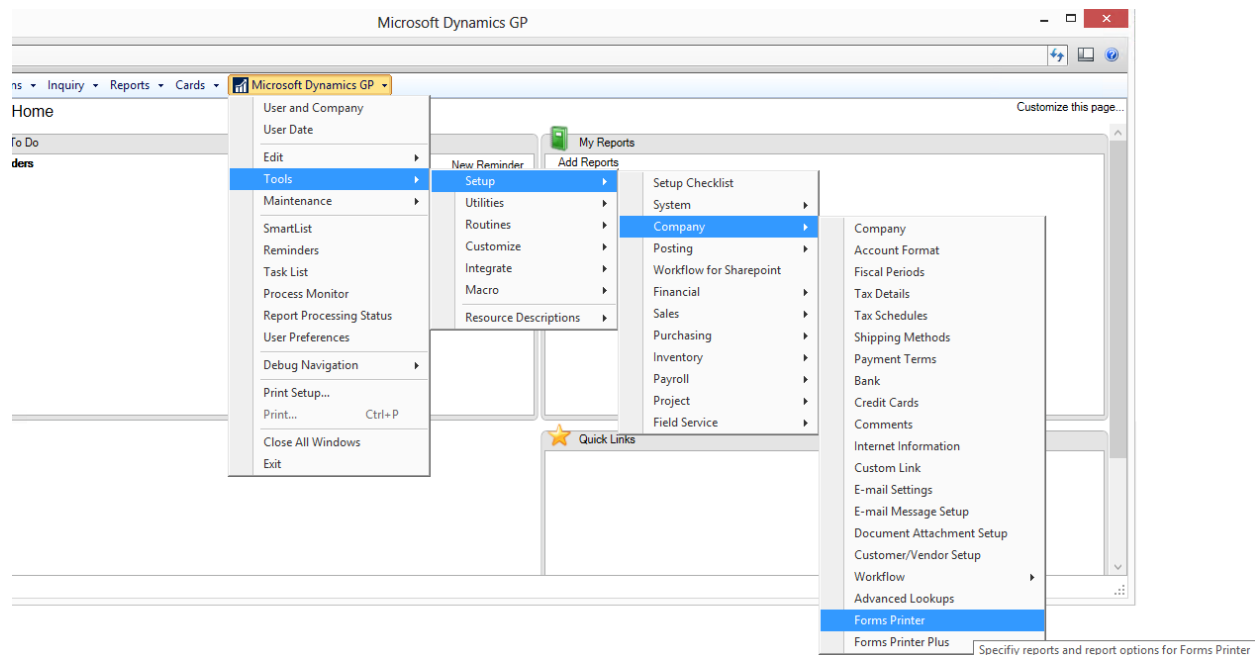 Microsoft Dynamics GP
ns Inquiry Reports Cards Microsoft Dynamics GP
Home
Customize this page...
To Do
ders
New Reminder
My Reports
Add Reports
Quick Links
User and Company
User Date
Edit
Tools
Maintenance
SmartList
Reminders
Task List
Process Monitor
Report Processing Status
User Preferences
Debug Navigation
Print Setup...
Print... Ctrl+P
Close All Windows
Exit
Setup
Utilities
Routines
Customize
Integrate
Macro
Resource Descriptions
Setup Checklist
System
Company
Posting
Workflow for Sharepoint
Financial
Sales
Purchasing
Inventory
Payroll
Project
Field Service
Company
Account Format
Fiscal Periods
Tax Details
Tax Schedules
Shipping Methods
Payment Terms
Bank
Credit Cards
Comments
Internet Information
Custom Link
E-mail Settings
E-mail Message Setup
Document Attachment Setup
Customer/Vendor Setup
Workflow
Advanced Lookups
Forms Printer
Forms Printer Plus
Specifiy reports and report options for Forms Printer